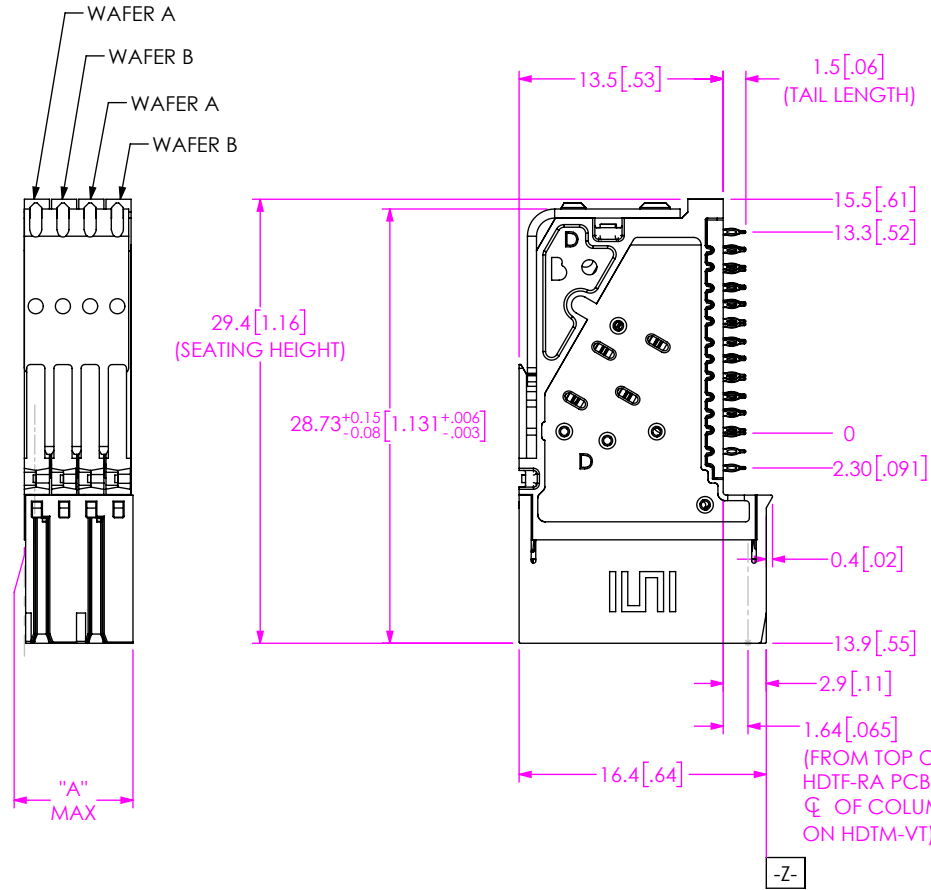 WAFER A
WAFER B
WAFER A
WAFER B
13.5[.53]
1.5[.06]
(TAIL LENGTH)
15.5[.61]
13.3[.52]
29.4[1.16]
(SEATING HEIGHT)
28.73 +0.15 -0.08 [1.131 +.006 -.003]
0
2.30[.091]
D
B
D
0.4[.02]
13.9[.55]
2.9[.11]
1.64[.065]
(FROM TOP O
HDTF-RA PCB
℄ OF COLUM
ON HDTM-VT)
16.4[.64]
"A"
MAX
-Z-